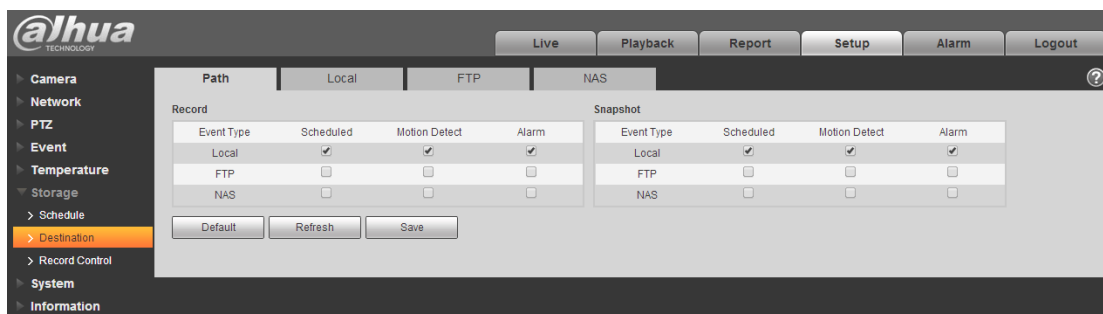 alhua
TECHNOLOGY
Live Playback Report Setup Alarm Logout
Camera
Network
PTZ
Event
Temperature
Storage
> Schedule
> Destination
> Record Control
System
Information
Path Local FTP NAS
?
Record
Event Type Scheduled Motion Detect Alarm
Local
FTP
NAS
Snapshot
Event Type Scheduled Motion Detect Alarm
Local
FTP
NAS
Default Refresh Save